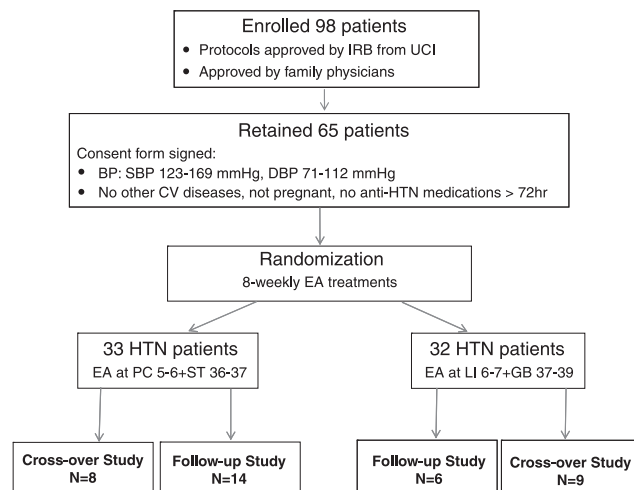 Enrolled 98 patients
• Protocols approved by IRB from UCI
• Approved by family physicians
Retained 65 patients
Consent form signed:
• BP: SBP 123-169 mmHg, DBP 71-112 mmHg
• No other CV diseases, not pregnant, no anti-HTN medications > 72hr
Randomization
8-weekly EA treatments
33 HTN patients
EA at PC 5-6+ST 36-37
32 HTN patients
EA at LI 6-7+GB 37-39
Cross-over Study
N=8
Follow-up Study
N=14
Follow-up Study
N=6
Cross-over Study
N=9